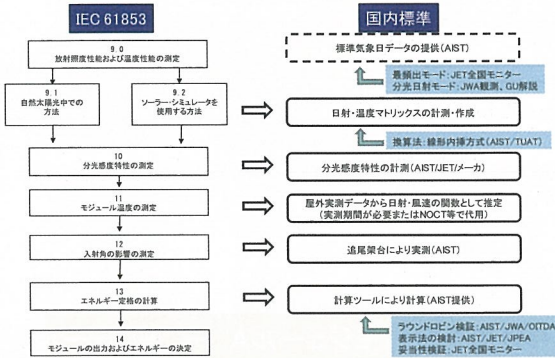 IEC 61853
国内標準
9.0
放射照度性能および温度性能の測定
9.1
自然太陽光中での
方法
9.2
ソーラー・シミュレータを
使用する方法
10
分光感度特性の測定
11
モジュール温度の測定
12
入射角の影響の測定
13
エネルギー定格の計算
14
モジュールの出力およびエネルギーの決定
標準気象日データの提供(AIST)
最頻出モード:JET全国モニター
分光日射モード:JWA観測、GU解説
日射・温度マトリックスの計測・作成
換算法:線形内挿方式(AIST/TUAT)
分光感度特性の計測(AIST/JET/メーカ)
屋外実測データから日射・風速の関数として推定
(実測期間が必要またはNOCT等で代用)
追尾架台により実測(AIST)
計算ツールにより計算(AIST提供)
ラウンドロビン検証:AIST/JWA/OITDA
表示法の検討:AIST/JET/JPEA
妥当性検証:JET全国モニター